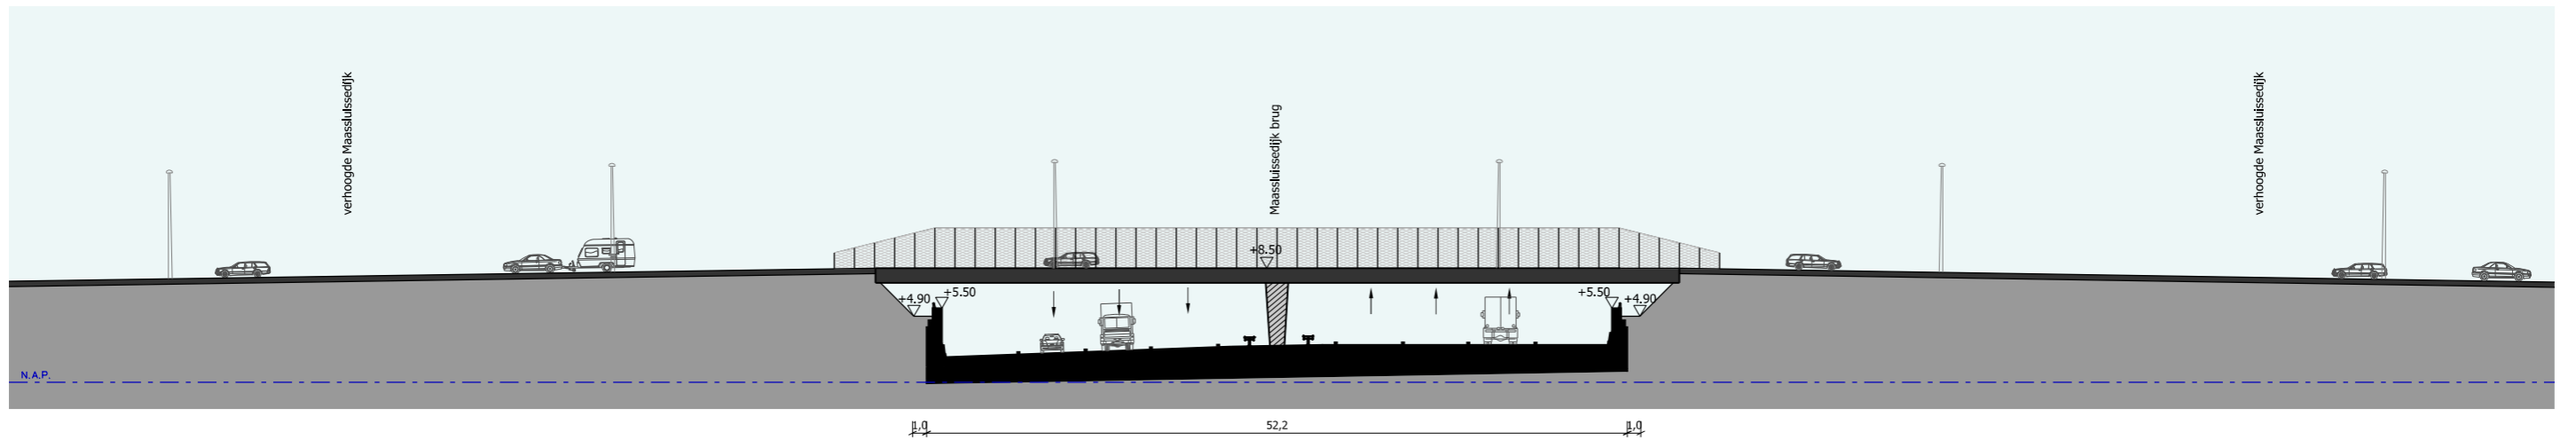 verhoogde Maassluissedijk
Maassluissedijk brug
verhoogde Maassluissedijk
+8.50
+4.90
+5.50
+5.50
+4.90
N.A.P.
1,0
52,2
1,0